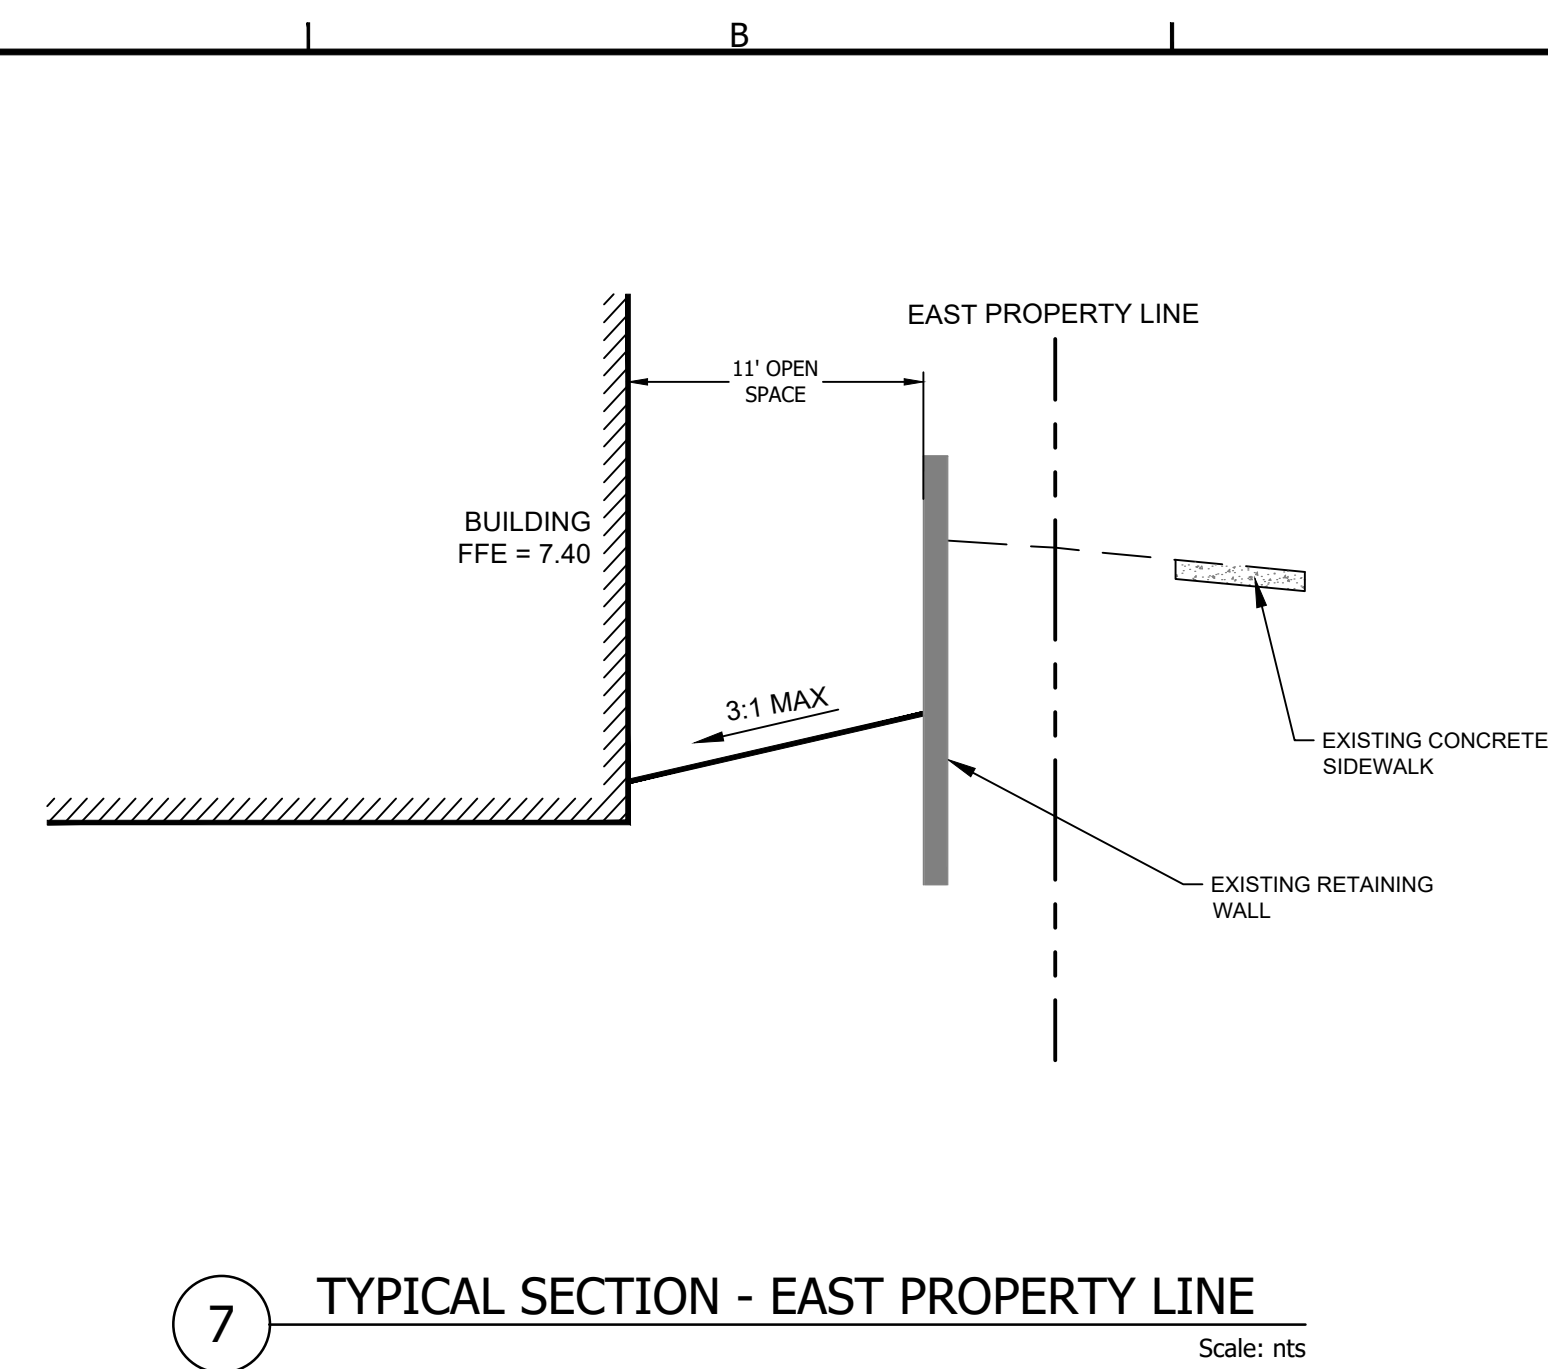 B
EAST PROPERTY LINE
11' OPEN
SPACE
BUILDING
FFE = 7.40
3:1 MAX
EXISTING CONCRETE
SIDEWALK
EXISTING RETAINING
WALL
7
TYPICAL SECTION - EAST PROPERTY LINE
Scale: nts